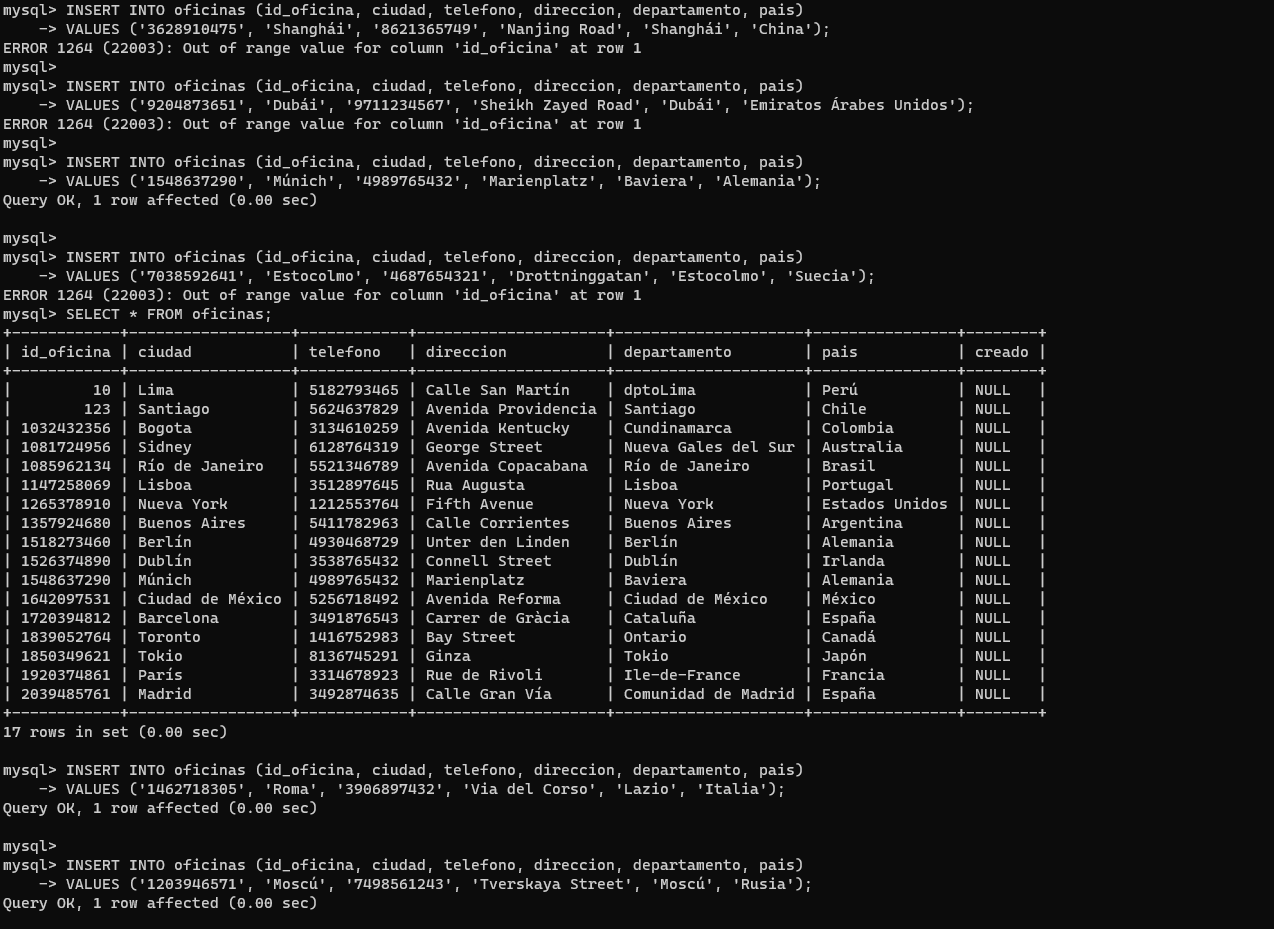 mysql> INSERT INTO oficinas (id_oficina, ciudad, telefono, direccion, departamento, pais)
    -> VALUES ('3628910475', 'Shanghái', '8621365749', 'Nanjing Road', 'Shanghái', 'China');
ERROR 1264 (22003): Out of range value for column 'id_oficina' at row 1
mysql>
mysql> INSERT INTO oficinas (id_oficina, ciudad, telefono, direccion, departamento, pais)
    -> VALUES ('9204873651', 'Dubái', '9711234567', 'Sheikh Zayed Road', 'Dubái', 'Emiratos Árabes Unidos');
ERROR 1264 (22003): Out of range value for column 'id_oficina' at row 1
mysql>
mysql> INSERT INTO oficinas (id_oficina, ciudad, telefono, direccion, departamento, pais)
    -> VALUES ('1548637290', 'Múnich', '4989765432', 'Marienplatz', 'Baviera', 'Alemania');
Query OK, 1 row affected (0.00 sec)

mysql>
mysql> INSERT INTO oficinas (id_oficina, ciudad, telefono, direccion, departamento, pais)
    -> VALUES ('7038592641', 'Estocolmo', '4687654321', 'Drottninggatan', 'Estocolmo', 'Suecia');
ERROR 1264 (22003): Out of range value for column 'id_oficina' at row 1
mysql> SELECT * FROM oficinas;
+------------+------------------+------------+---------------------+---------------------+----------------+--------+
| id_oficina | ciudad           | telefono   | direccion           | departamento        | pais           | creado |
+------------+------------------+------------+---------------------+---------------------+----------------+--------+
|         10 | Lima             | 5182793465 | Calle San Martín    | dptoLima            | Perú           | NULL   |
|        123 | Santiago         | 5624637829 | Avenida Providencia | Santiago            | Chile          | NULL   |
| 1032432356 | Bogota           | 3134610259 | Avenida Kentucky    | Cundinamarca        | Colombia       | NULL   |
| 1081724956 | Sidney           | 6128764319 | George Street       | Nueva Gales del Sur | Australia      | NULL   |
| 1085962134 | Río de Janeiro   | 5521346789 | Avenida Copacabana  | Río de Janeiro      | Brasil         | NULL   |
| 1147258069 | Lisboa           | 3512897645 | Rua Augusta         | Lisboa              | Portugal       | NULL   |
| 1265378910 | Nueva York       | 1212553764 | Fifth Avenue        | Nueva York          | Estados Unidos | NULL   |
| 1357924680 | Buenos Aires     | 5411782963 | Calle Corrientes    | Buenos Aires        | Argentina      | NULL   |
| 1518273460 | Berlín           | 4930468729 | Unter den Linden    | Berlín              | Alemania       | NULL   |
| 1526374890 | Dublín           | 3538765432 | Connell Street      | Dublín              | Irlanda        | NULL   |
| 1548637290 | Múnich           | 4989765432 | Marienplatz         | Baviera             | Alemania       | NULL   |
| 1642097531 | Ciudad de México | 5256718492 | Avenida Reforma     | Ciudad de México    | México         | NULL   |
| 1720394812 | Barcelona        | 3491876543 | Carrer de Gràcia    | Cataluña            | España         | NULL   |
| 1839052764 | Toronto          | 1416752983 | Bay Street          | Ontario             | Canadá         | NULL   |
| 1850349621 | Tokio            | 8136745291 | Ginza               | Tokio               | Japón          | NULL   |
| 1920374861 | París            | 3314678923 | Rue de Rivoli       | Ile-de-France       | Francia        | NULL   |
| 2039485761 | Madrid           | 3492874635 | Calle Gran Vía      | Comunidad de Madrid | España         | NULL   |
+------------+------------------+------------+---------------------+---------------------+----------------+--------+
17 rows in set (0.00 sec)

mysql> INSERT INTO oficinas (id_oficina, ciudad, telefono, direccion, departamento, pais)
    -> VALUES ('1462718305', 'Roma', '3906897432', 'Via del Corso', 'Lazio', 'Italia');
Query OK, 1 row affected (0.00 sec)

mysql>
mysql> INSERT INTO oficinas (id_oficina, ciudad, telefono, direccion, departamento, pais)
    -> VALUES ('1203946571', 'Moscú', '7498561243', 'Tverskaya Street', 'Moscú', 'Rusia');
Query OK, 1 row affected (0.00 sec)